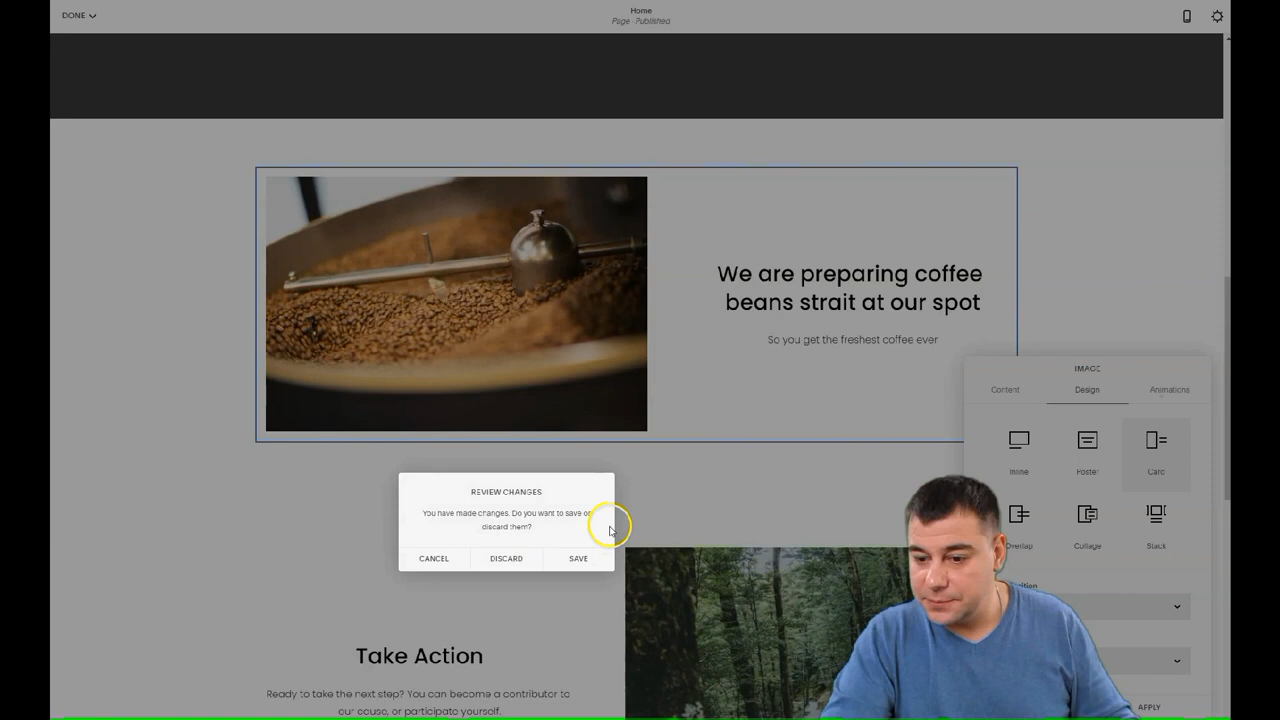 DONE
Home
Page · Published
We are preparing coffee
beans strait at our spot
So you get the freshest coffee ever
IMAGE
Content
Design
Animations
Inline
Poster
Card
Overlap
Collage
Stack
REVIEW CHANGES
You have made changes. Do you want to save or
discard them?
CANCEL
DISCARD
SAVE
Take Action
Ready to take the next step? You can become a contributor to
our cause, or participate yourself.
APPLY